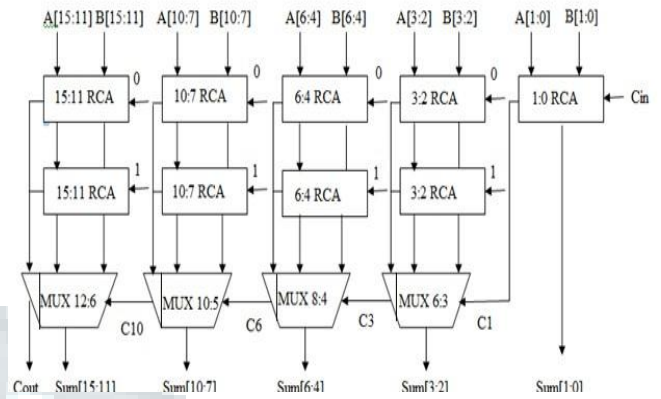 A[15:11] B[15:11] A[10:7] B[10:7] A[6:4] B[6:4] A[3:2] B[3:2] A[1:0] B[1:0]
0 0 0 0
15:11 RCA 10:7 RCA 6:4 RCA 3:2 RCA 1:0 RCA Cin
1 1 1 1
15:11 RCA 10:7 RCA 6:4 RCA 3:2 RCA
MUX 12:6 MUX 10:5 MUX 8:4 MUX 6:3
C10 C6 C3 C1
Cout Sum[15:11] Sum[10:7] Sum[6:4] Sum[3:2] Sum[1:0]